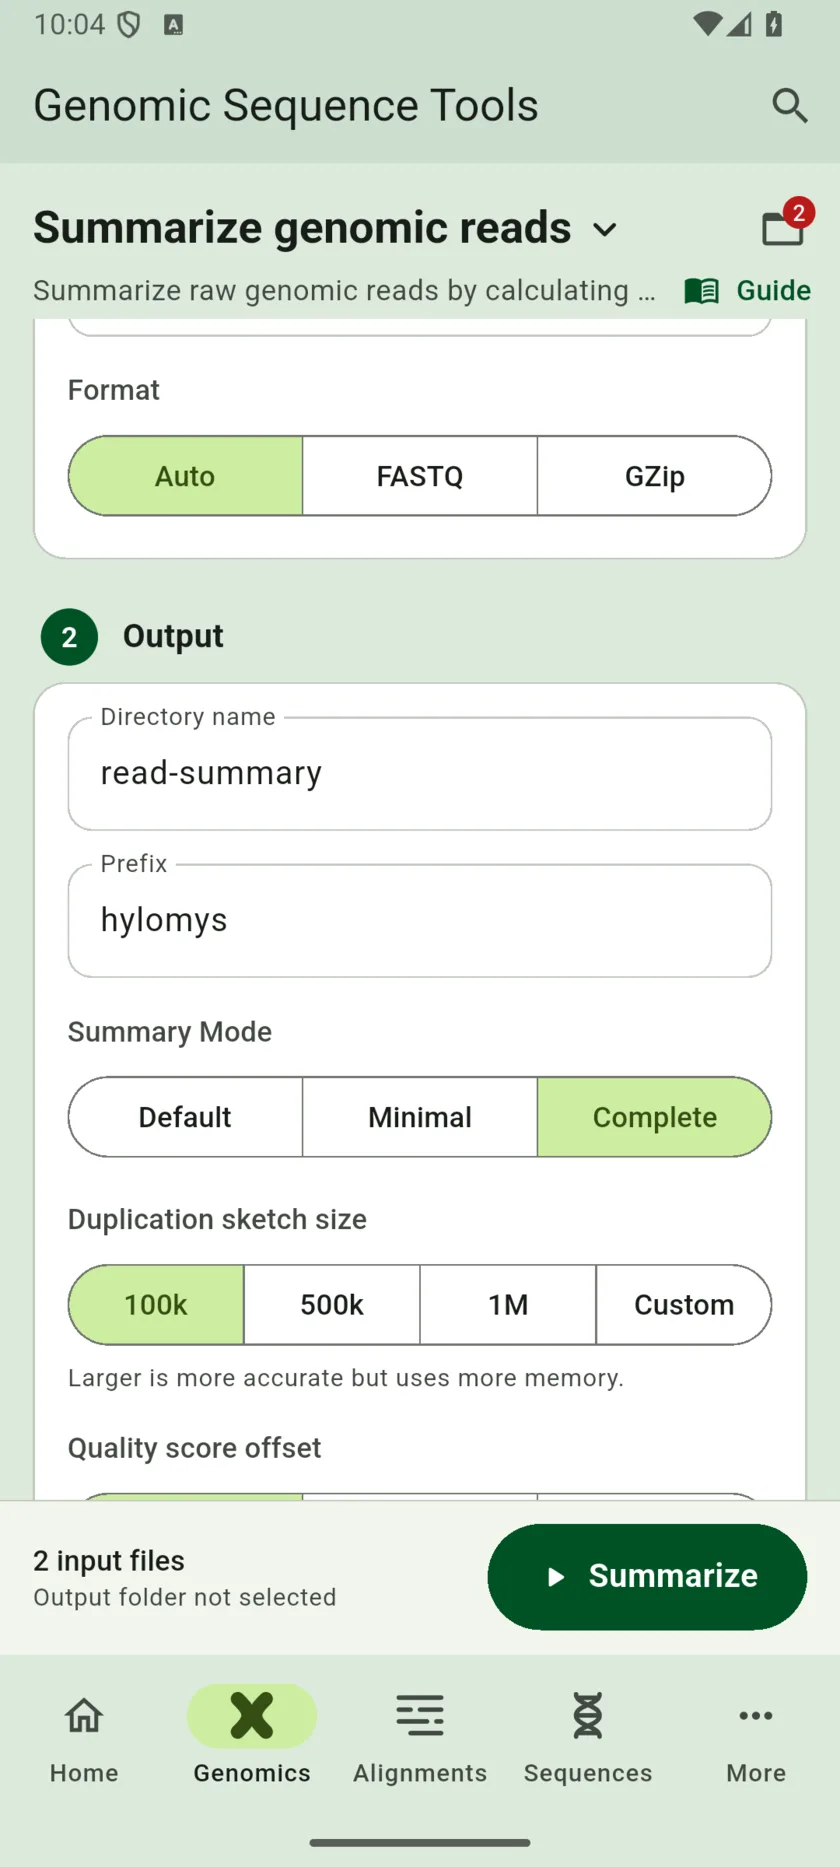 10:04
Genomic Sequence Tools
Summarize genomic reads
2
Summarize raw genomic reads by calculating ...
Guide
Format
Auto
FASTQ
GZip
2
Output
Directory name
read-summary
Prefix
hylomys
Summary Mode
Default
Minimal
Complete
Duplication sketch size
100k
500k
1M
Custom
Larger is more accurate but uses more memory.
Quality score offset
2 input files
Output folder not selected
Summarize
Home
Genomics
Alignments
Sequences
More